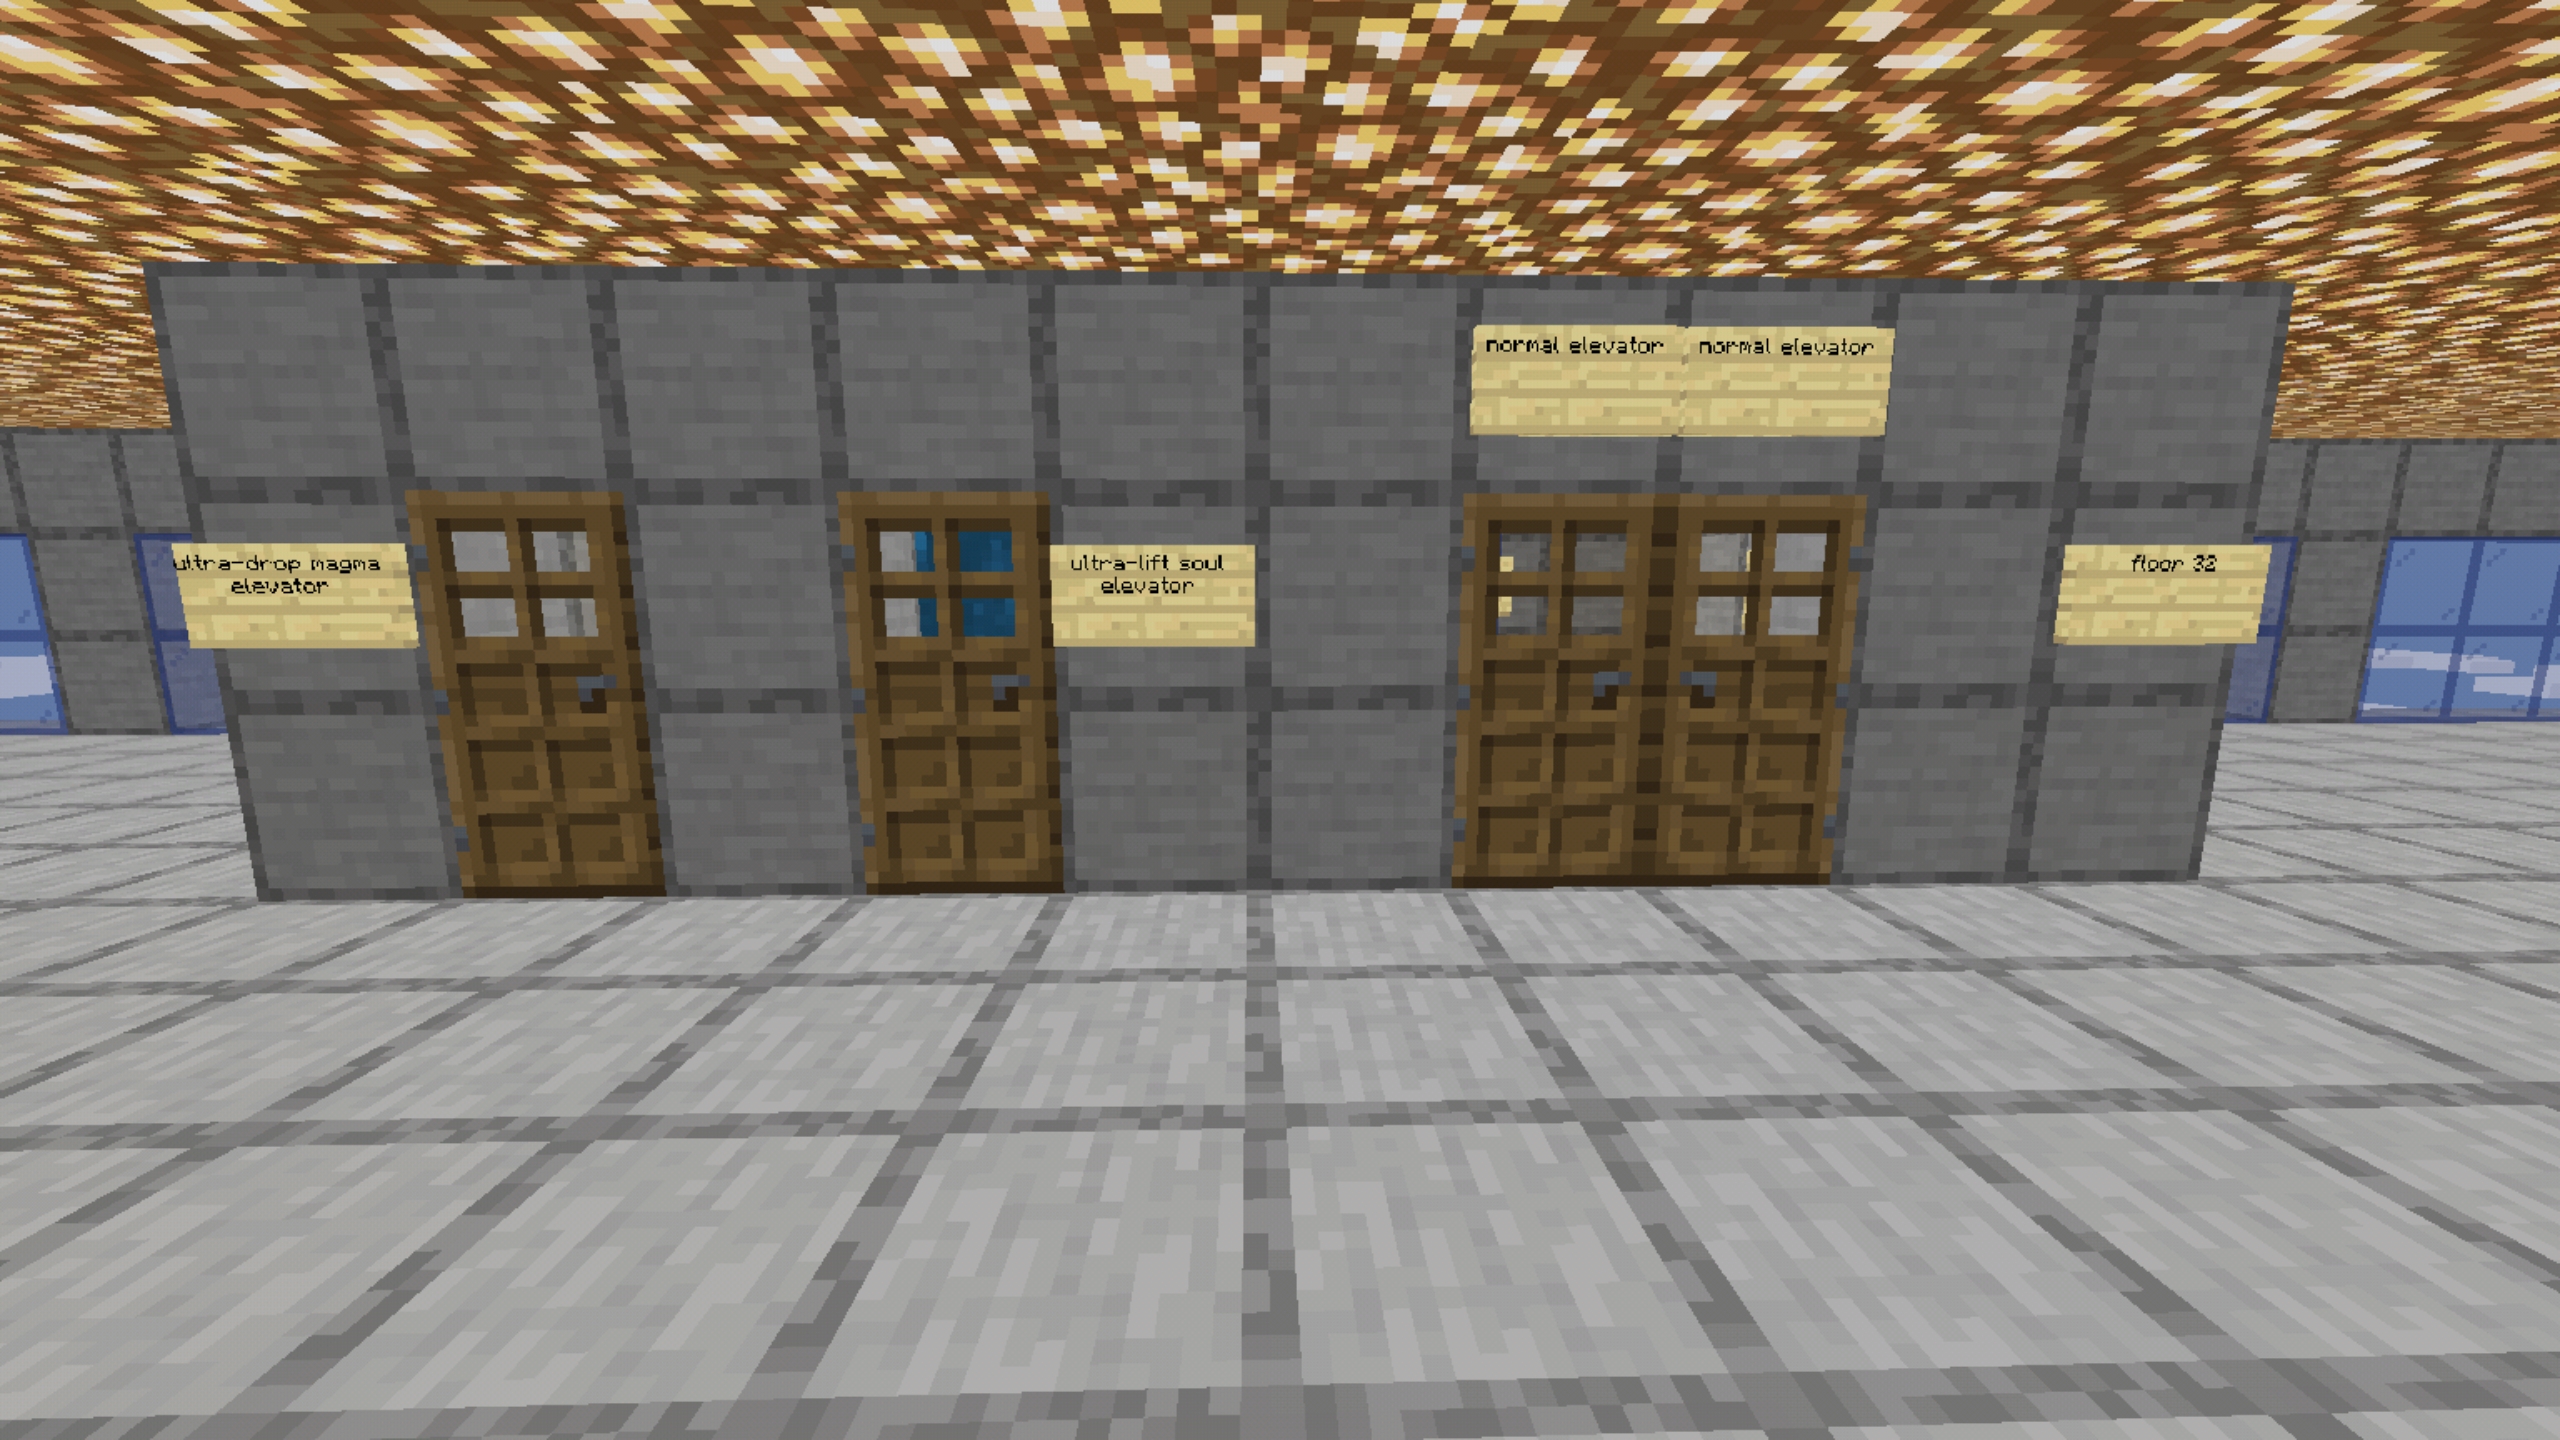 normal elevator
normal elevator
ultra-drop magma
elevator
ultra-lift soul
elevator
floor 32